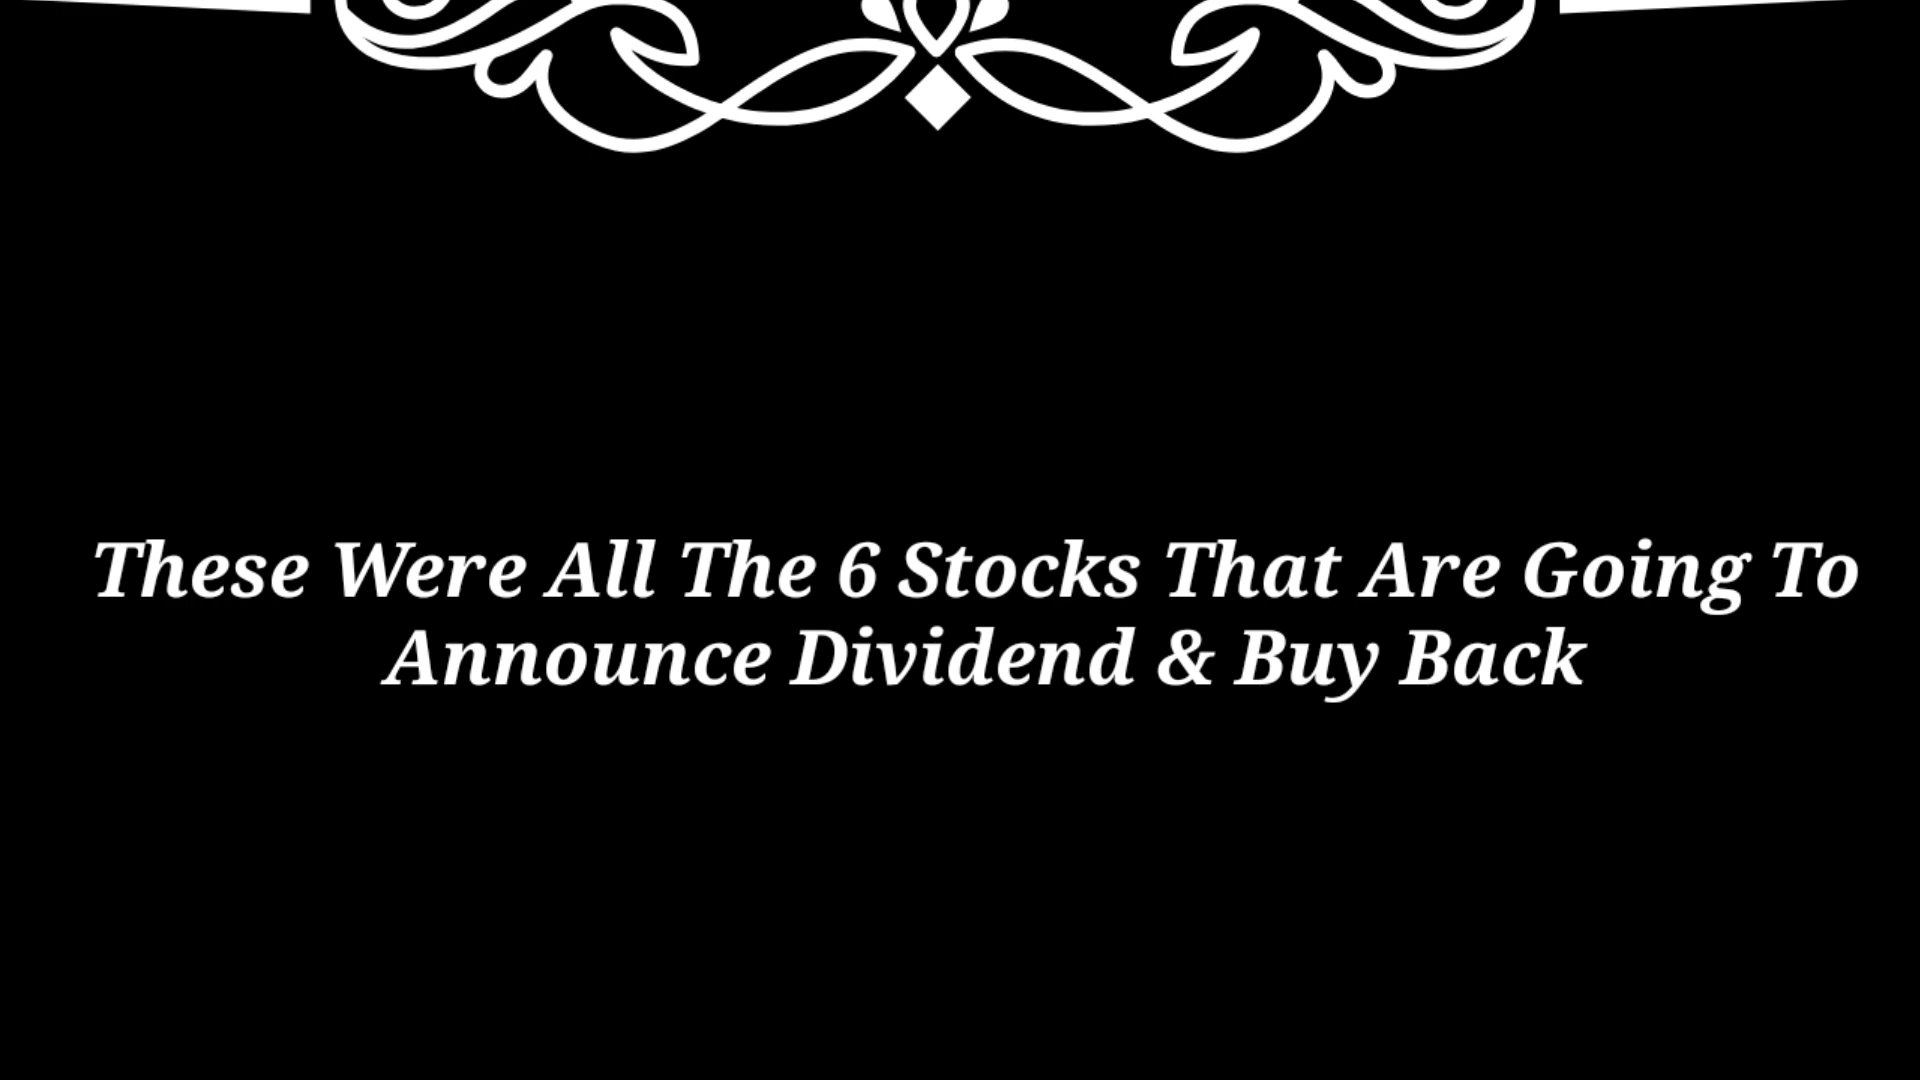 These Were All The 6 Stocks That Are Going To
Announce Dividend & Buy Back